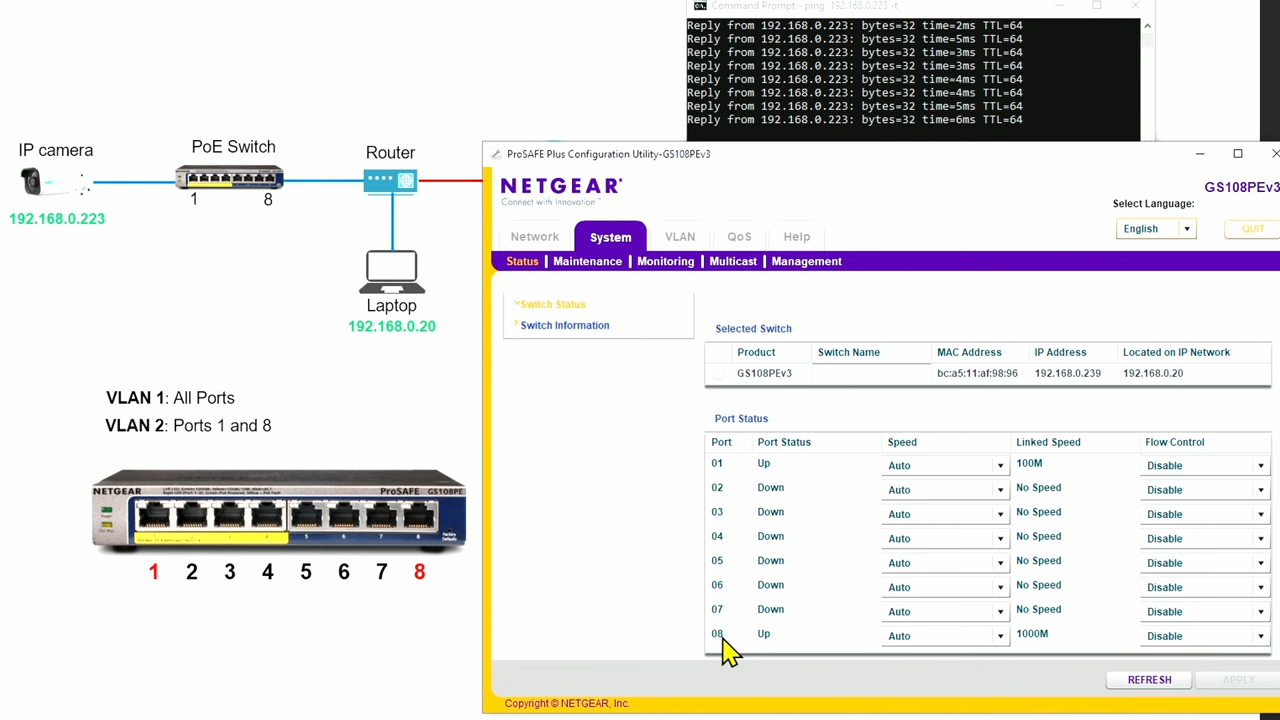 Command Prompt - ping 192.168.0.223 -t
Reply from 192.168.0.223: bytes=32 time=2ms TTL=64
Reply from 192.168.0.223: bytes=32 time=5ms TTL=64
Reply from 192.168.0.223: bytes=32 time=3ms TTL=64
Reply from 192.168.0.223: bytes=32 time=3ms TTL=64
Reply from 192.168.0.223: bytes=32 time=4ms TTL=64
Reply from 192.168.0.223: bytes=32 time=4ms TTL=64
Reply from 192.168.0.223: bytes=32 time=5ms TTL=64
Reply from 192.168.0.223: bytes=32 time=6ms TTL=64
IP camera
192.168.0.223
PoE Switch
1 8
Router
Laptop
192.168.0.20
VLAN 1: All Ports
VLAN 2: Ports 1 and 8
NETGEAR ProSAFE GS108PE
1 2 3 4 5 6 7 8
ProSAFE Plus Configuration Utility-GS108PEv3
NETGEAR
Connect with Innovation™
GS108PEv3
Select Language:
English QUIT
Network System VLAN QoS Help
Status | Maintenance | Monitoring | Multicast | Management
Switch Status
Switch Information
Selected Switch
Product Switch Name MAC Address IP Address Located on IP Network
GS108PEv3 bc:a5:11:af:98:96 192.168.0.239 192.168.0.20
Port Status
Port Port Status Speed Linked Speed Flow Control
01 Up Auto 100M Disable
02 Down Auto No Speed Disable
03 Down Auto No Speed Disable
04 Down Auto No Speed Disable
05 Down Auto No Speed Disable
06 Down Auto No Speed Disable
07 Down Auto No Speed Disable
08 Up Auto 1000M Disable
REFRESH APPLY
Copyright © NETGEAR, Inc.